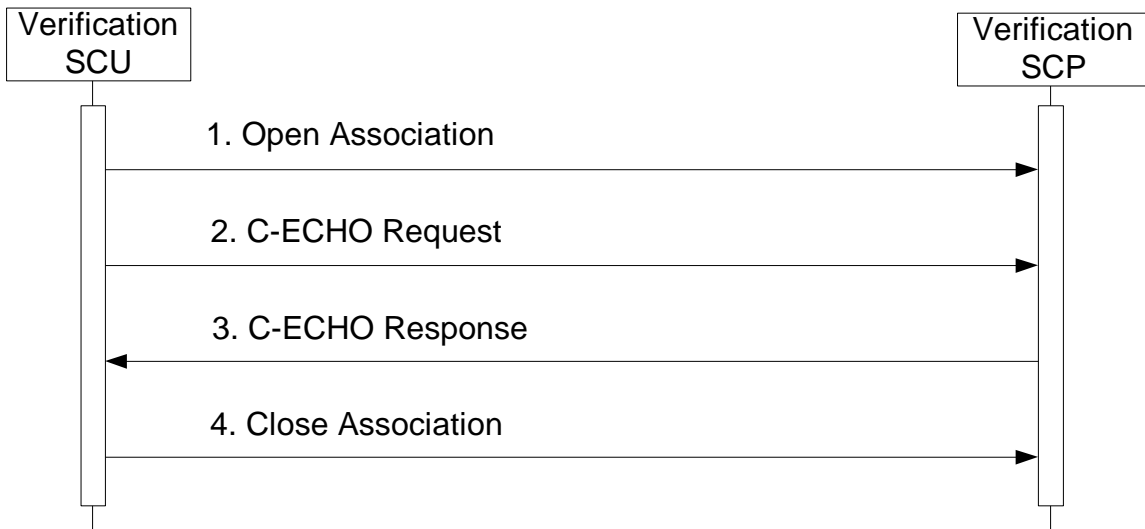 Verification
SCU
Verification
SCP
1. Open Association
2. C-ECHO Request
3. C-ECHO Response
4. Close Association